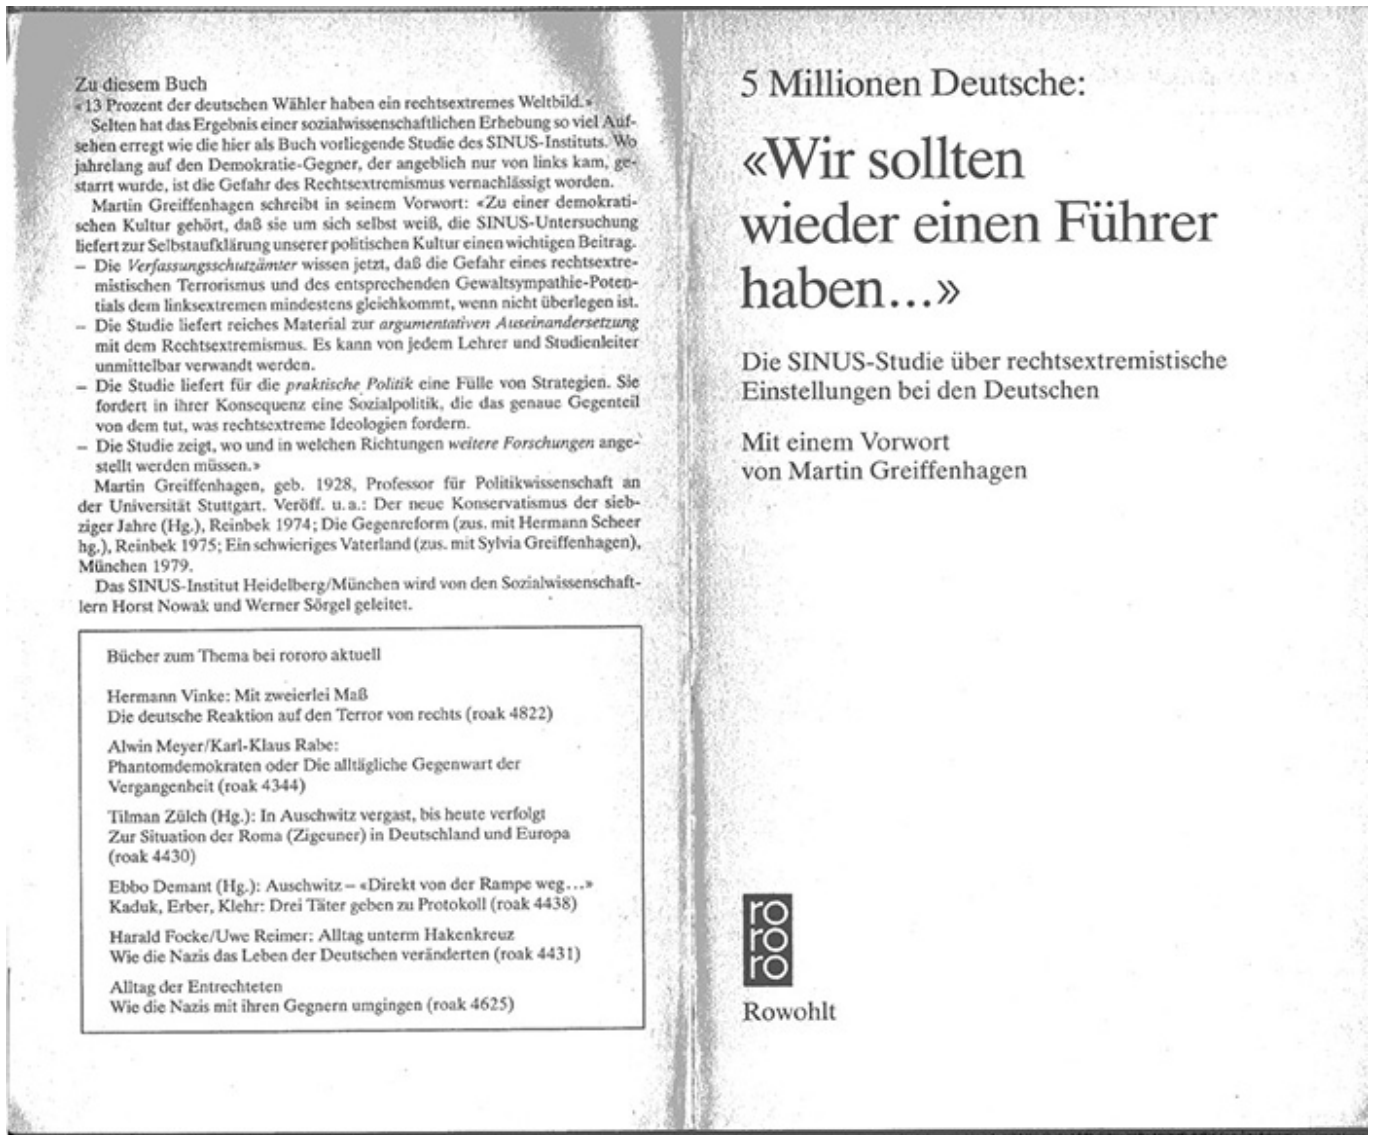 Zu diesem Buch
«13 Prozent der deutschen Wähler haben ein rechtsextremes Weltbild.»
Selten hat das Ergebnis einer sozialwissenschaftlichen Erhebung so viel Auf-
sehen erregt wie die hier als Buch vorliegende Studie des SINUS-Instituts. Wo
jahrelang auf den Demokratie-Gegner, der angeblich nur von links kam, ge-
starrt wurde, ist die Gefahr des Rechtsextremismus vernachlässigt worden.
Martin Greiffenhagen schreibt in seinem Vorwort: «Zu einer demokrati-
schen Kultur gehört, daß sie um sich selbst weiß, die SINUS-Untersuchung
liefert zur Selbstaufklärung unserer politischen Kultur einen wichtigen Beitrag.
– Die Verfassungsschutzämter wissen jetzt, daß die Gefahr eines rechtsextre-
mistischen Terrorismus und des entsprechenden Gewaltsympathie-Poten-
tials dem linksextremen mindestens gleichkommt, wenn nicht überlegen ist.
– Die Studie liefert reiches Material zur argumentativen Auseinandersetzung
mit dem Rechtsextremismus. Es kann von jedem Lehrer und Studienleiter
unmittelbar verwandt werden.
– Die Studie liefert für die praktische Politik eine Fülle von Strategien. Sie
fordert in ihrer Konsequenz eine Sozialpolitik, die das genaue Gegenteil
von dem tut, was rechtsextreme Ideologien fordern.
– Die Studie zeigt, wo und in welchen Richtungen weitere Forschungen ange-
stellt werden müssen.»
Martin Greiffenhagen, geb. 1928, Professor für Politikwissenschaft an
der Universität Stuttgart. Veröff. u.a.: Der neue Konservatismus der sieb-
ziger Jahre (Hg.), Reinbek 1974; Die Gegenreform (zus. mit Hermann Scheer
hg.), Reinbek 1975; Ein schwieriges Vaterland (zus. mit Sylvia Greiffenhagen),
München 1979.
Das SINUS-Institut Heidelberg/München wird von den Sozialwissenschaft-
lern Horst Nowak und Werner Sörgel geleitet.
Bücher zum Thema bei rororo aktuell
Hermann Vinke: Mit zweierlei Maß
Die deutsche Reaktion auf den Terror von rechts (roak 4822)
Alwin Meyer/Karl-Klaus Rabe:
Phantomdemokraten oder Die alltägliche Gegenwart der
Vergangenheit (roak 4344)
Tilman Zülch (Hg.): In Auschwitz vergast, bis heute verfolgt
Zur Situation der Roma (Zigeuner) in Deutschland und Europa
(roak 4430)
Ebbo Demant (Hg.): Auschwitz – «Direkt von der Rampe weg...»
Kaduk, Erber, Klehr: Drei Täter geben zu Protokoll (roak 4438)
Harald Focke/Uwe Reimer: Alltag unterm Hakenkreuz
Wie die Nazis das Leben der Deutschen veränderten (roak 4431)
Alltag der Entrechteten
Wie die Nazis mit ihren Gegnern umgingen (roak 4625)
5 Millionen Deutsche:
«Wir sollten
wieder einen Führer
haben...»
Die SINUS-Studie über rechtsextremistische
Einstellungen bei den Deutschen
Mit einem Vorwort
von Martin Greiffenhagen
ro
ro
ro
Rowohlt